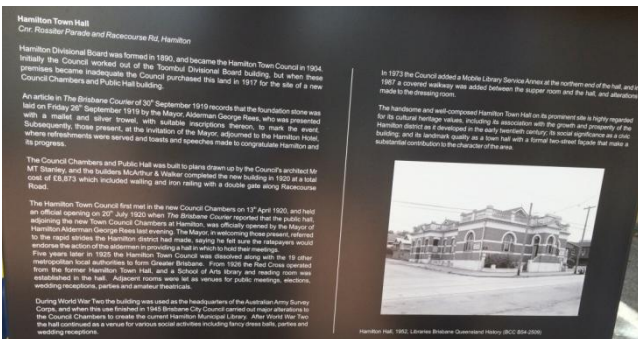 Hamilton Town Hall
Cnr. Rossiter Parade and Racecourse Rd, Hamilton
Hamilton Divisional Board was formed in 1890, and became the Hamilton Town Council in 1904.
Initially the Council worked out of the Toombul Divisional Board building, but when these
premises became inadequate the Council purchased this land in 1917 for the site of a new
Council Chambers and Public Hall building.
An article in The Brisbane Courier of 30th September 1919 records that the foundation stone was
laid on Friday 26th September 1919 by the Mayor, Alderman George Rees, who was presented
with a mallet and silver trowel, with suitable inscriptions thereon, to mark the event.
Subsequently, those present, at the invitation of the Mayor, adjourned to the Hamilton Hotel,
where refreshments were served and toasts and speeches made to congratulate Hamilton and
its progress.
The Council Chambers and Public Hall was built to plans drawn up by the Council's architect Mr
MT Stanley, and the builders McArthur & Walker completed the new building in 1920 at a total
cost of £8,873 which included walling and iron railing with a double gate along Racecourse
Road.
The Hamilton Town Council first met in the new Council Chambers on 13th April 1920, and held
an official opening on 20th July 1920 when The Brisbane Courier reported that the public hall,
adjoining the new Town Council Chambers at Hamilton, was officially opened by the Mayor of
Hamilton Alderman George Rees last evening. The Mayor, in welcoming those present, referred
to the rapid strides the Hamilton district had made, saying he felt sure the ratepayers would
endorse the action of the aldermen in providing a hall in which to hold their meetings.
Five years later in 1925 the Hamilton Town Council was dissolved along with the 19 other
metropolitan local authorities to form Greater Brisbane. From 1926 the Red Cross operated
from the former Hamilton Town Hall, and a School of Arts library and reading room was
established in the hall. Adjacent rooms were let as venues for public meetings, elections,
wedding receptions, parties and amateur theatricals.
During World War Two the building was used as the headquarters of the Australian Army Survey
Corps, and when this use finished in 1945 Brisbane City Council carried out major alterations to
the Council Chambers to create the current Hamilton Municipal Library. After World War Two
the hall continued as a venue for various social activities including fancy dress balls, parties and
wedding receptions.
In 1973 the Council added a Mobile Library Service Annex at the northern end of the hall, and in
1987 a covered walkway was added between the supper room and the hall, and alterations
made to the dressing room.
The handsome and well-composed Hamilton Town Hall on its prominent site is highly regarded
for its cultural heritage values, including its association with the growth and prosperity of the
Hamilton district as it developed in the early twentieth century; its social significance as a civic
building; and its landmark quality as a town hall with a formal two-street façade that make a
substantial contribution to the character of the area.
Hamilton Hall, 1952, Libraries Brisbane Queensland History (BCC B54-2506)